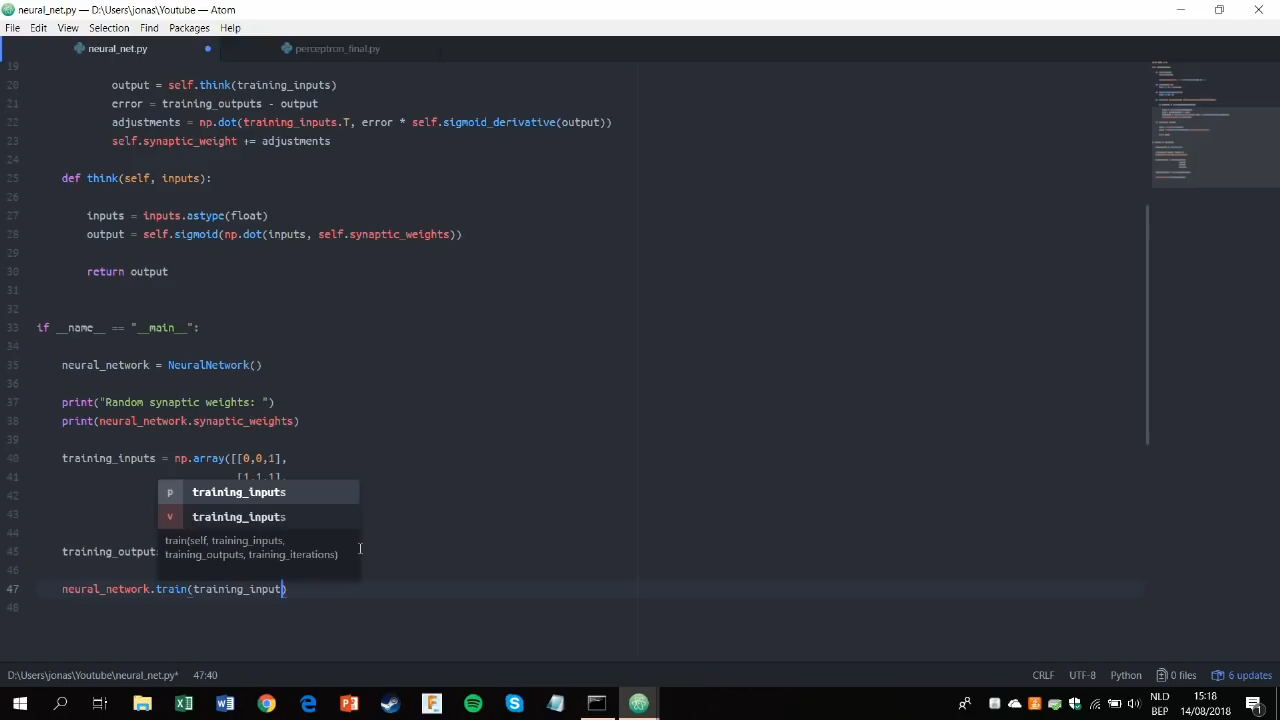 neural_net.py — D:\Users\jonas\Youtube — Atom
File Edit View Selection Find Packages Help
neural_net.py perceptron_final.py
19
20 output = self.think(training_inputs)
21 error = training_outputs - output
22 adjustments = np.dot(training_inputs.T, error * self.sigmoid_derivative(output))
23 self.synaptic_weight += adjustments
24
25 def think(self, inputs):
26
27 inputs = inputs.astype(float)
28 output = self.sigmoid(np.dot(inputs, self.synaptic_weights))
29
30 return output
31
32
33 if __name__ == "__main__":
34
35 neural_network = NeuralNetwork()
36
37 print("Random synaptic weights: ")
38 print(neural_network.synaptic_weights)
39
40 training_inputs = np.array([[0,0,1],
41 [1,1,1],
42 p training_inputs
43 v training_inputs
44 train(self, training_inputs,
45 training_outputs training_outputs, training_iterations)
46
47 neural_network.train(training_input)
48
D:\Users\jonas\Youtube\neural_net.py* 47:40 CRLF UTF-8 Python 0 files 6 updates
NLD 15:18
BEP 14/08/2018